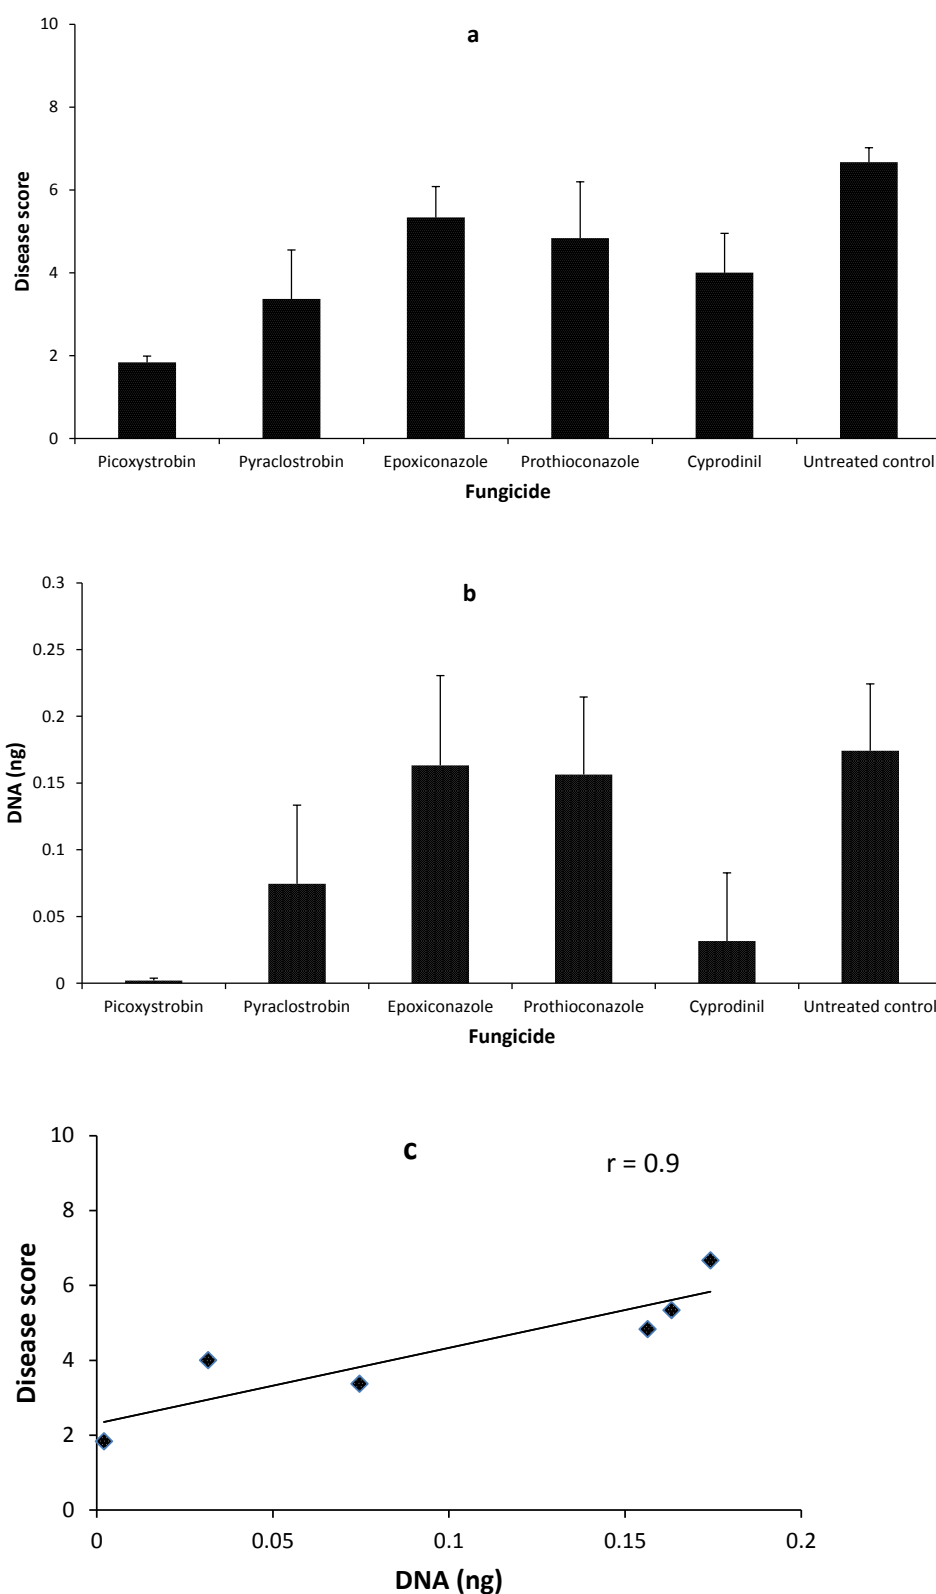 a
10
8
6
4
2
0
Disease score
Picoxystrobin Pyraclostrobin Epoxiconazole Prothioconazole Cyprodinil Untreated control
Fungicide
b
0.3
0.25
0.2
0.15
0.1
0.05
0
DNA (ng)
Picoxystrobin Pyraclostrobin Epoxiconazole Prothioconazole Cyprodinil Untreated control
Fungicide
c
r = 0.9
10
8
6
4
2
0
Disease score
0 0.05 0.1 0.15 0.2
DNA (ng)